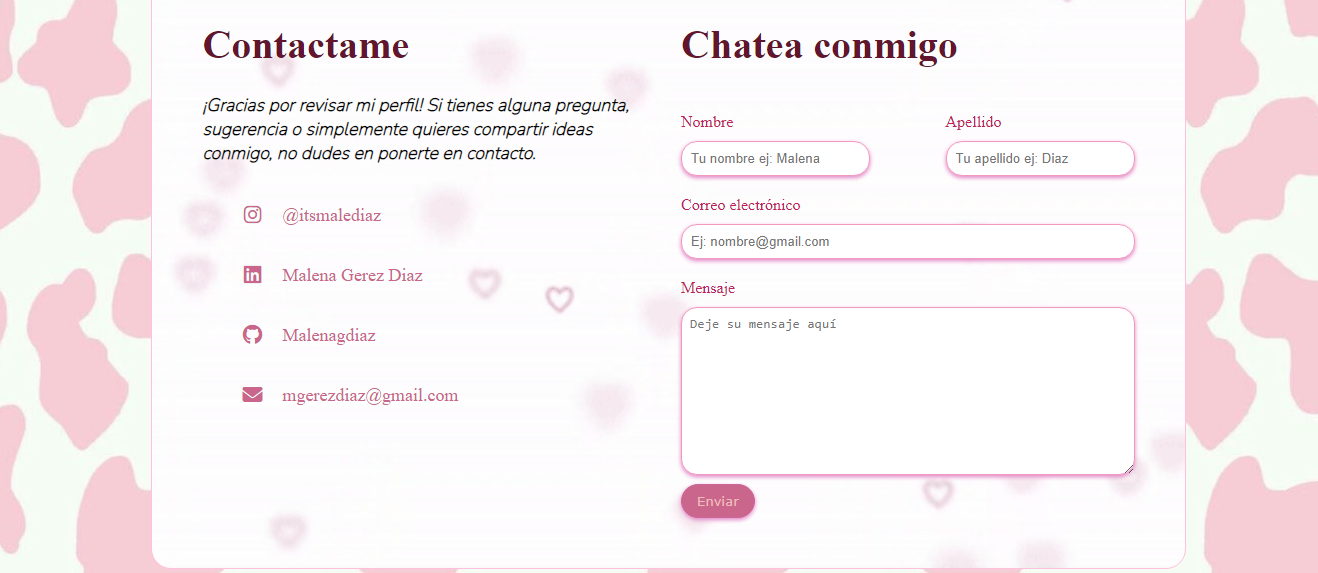 Contactame
¡Gracias por revisar mi perfil! Si tienes alguna pregunta,
sugerencia o simplemente quieres compartir ideas
conmigo, no dudes en ponerte en contacto.
@itsmalediaz
Malena Gerez Diaz
Malenagdiaz
mgerezdiaz@gmail.com
Chatea conmigo
Nombre
Apellido
Tu nombre ej: Malena
Tu apellido ej: Diaz
Correo electrónico
Ej: nombre@gmail.com
Mensaje
Deje su mensaje aquí
Enviar